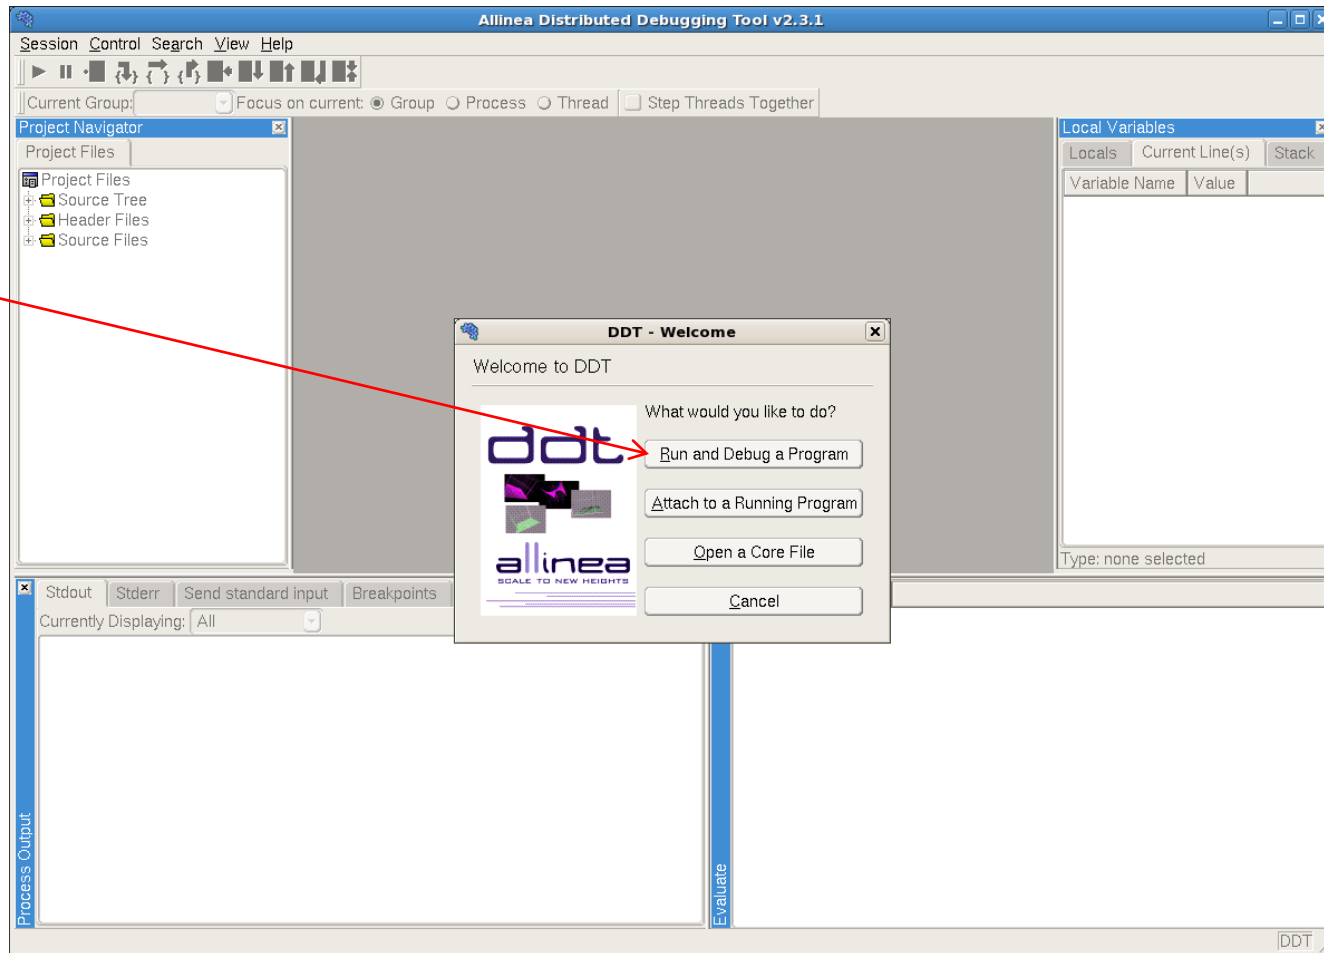 Allinea Distributed Debugging Tool v2.3.1
Session Control Search View Help
Current Group: Focus on current: Group Process Thread Step Threads Together
Project Navigator
Project Files
Project Files
Source Tree
Header Files
Source Files
Local Variables
Locals Current Line(s) Stack
Variable Name Value
Type: none selected
DDT - Welcome
Welcome to DDT
What would you like to do?
ddt
allinea
SCALE TO NEW HEIGHTS
Run and Debug a Program
Attach to a Running Program
Open a Core File
Cancel
Stdout Stderr Send standard input Breakpoints
Currently Displaying: All
Process Output
Evaluate
DDT